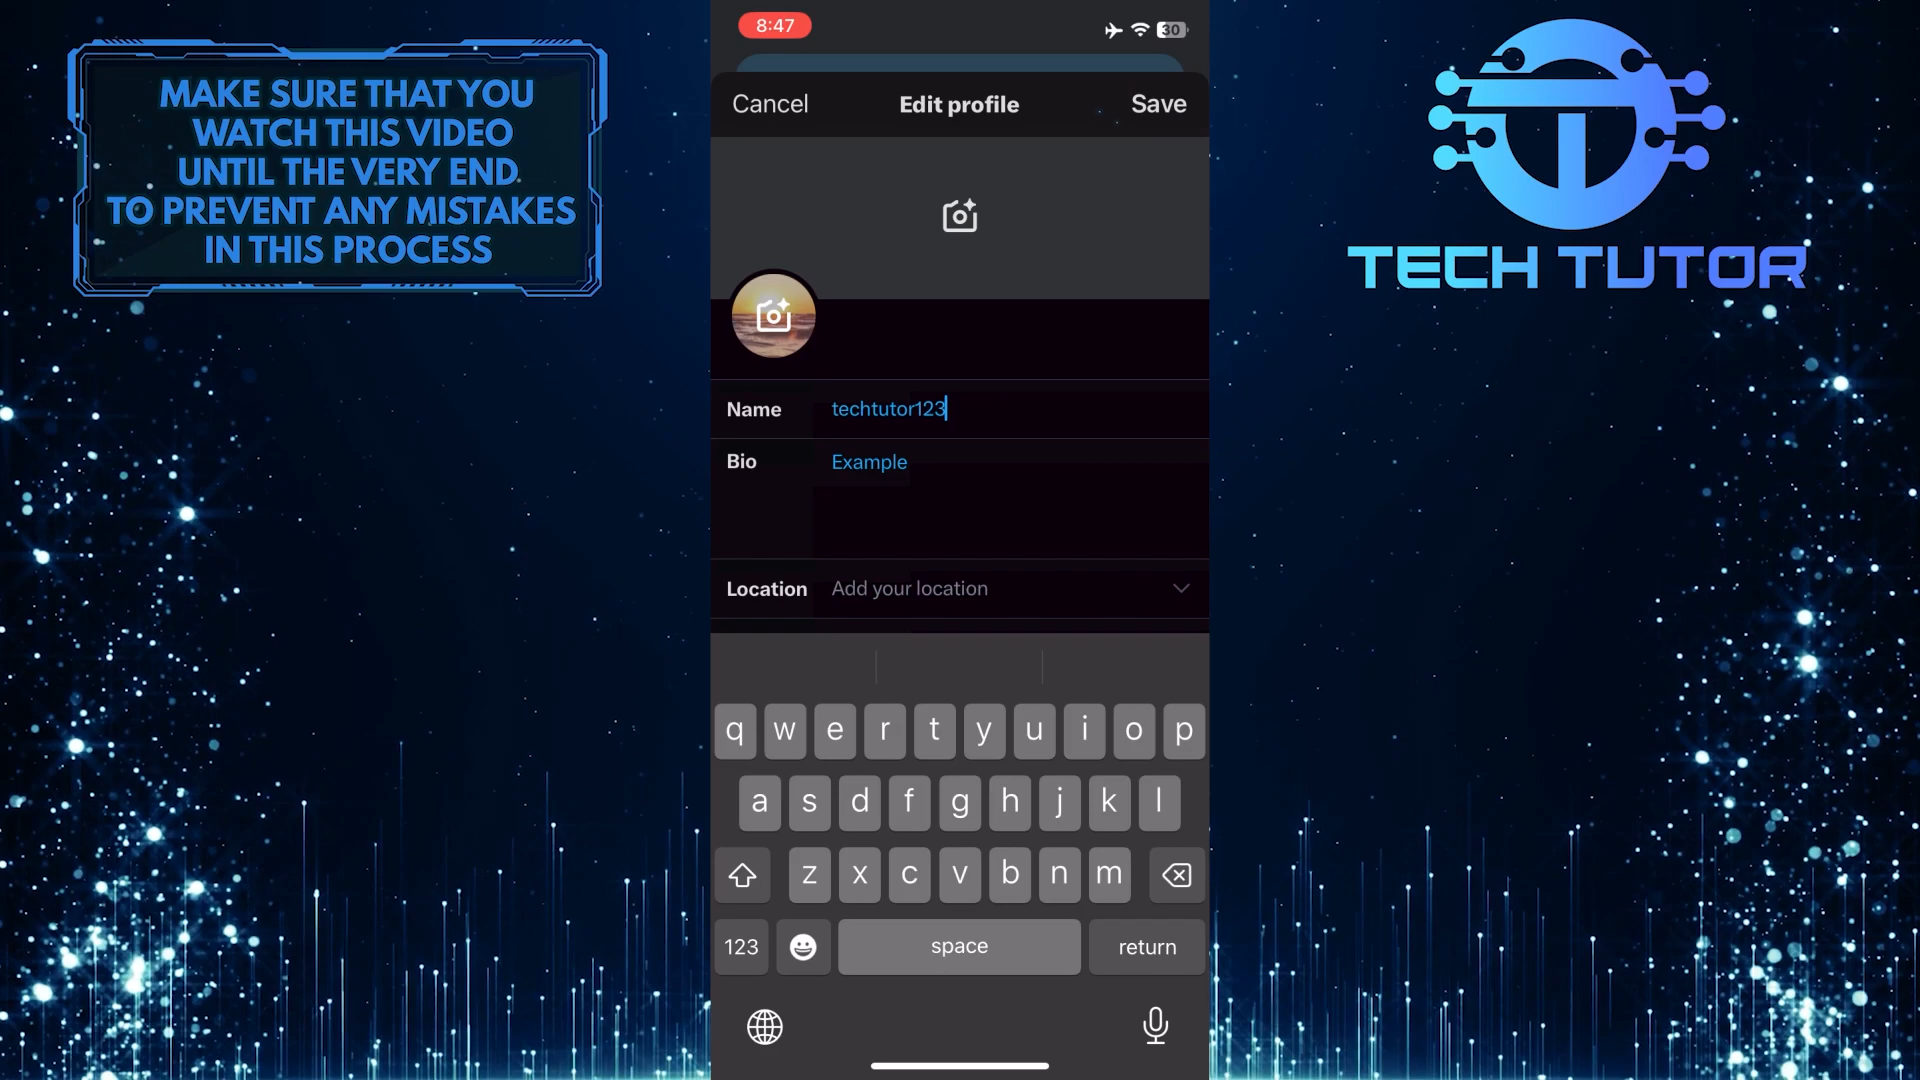 MAKE SURE THAT YOU
WATCH THIS VIDEO
UNTIL THE VERY END
TO PREVENT ANY MISTAKES
IN THIS PROCESS
8:47
30
Cancel
Edit profile
Save
TECH TUTOR
Name
techtutor123
Bio
Example
Location
Add your location
q w e r t y u i o p
a s d f g h j k l
z x c v b n m
123
space
return